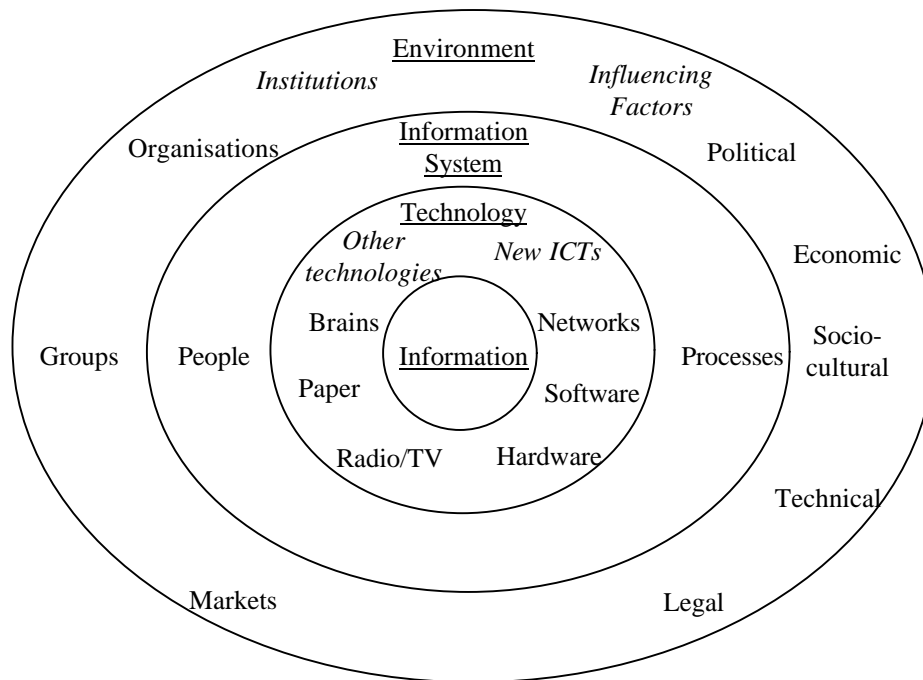 Environment
Institutions
Influencing
Factors
Organisations
Information
System
Political
Technology
Other
technologies
New ICTs
Economic
Brains
Networks
Groups
People
Information
Processes
Socio-
cultural
Paper
Software
Radio/TV
Hardware
Technical
Markets
Legal